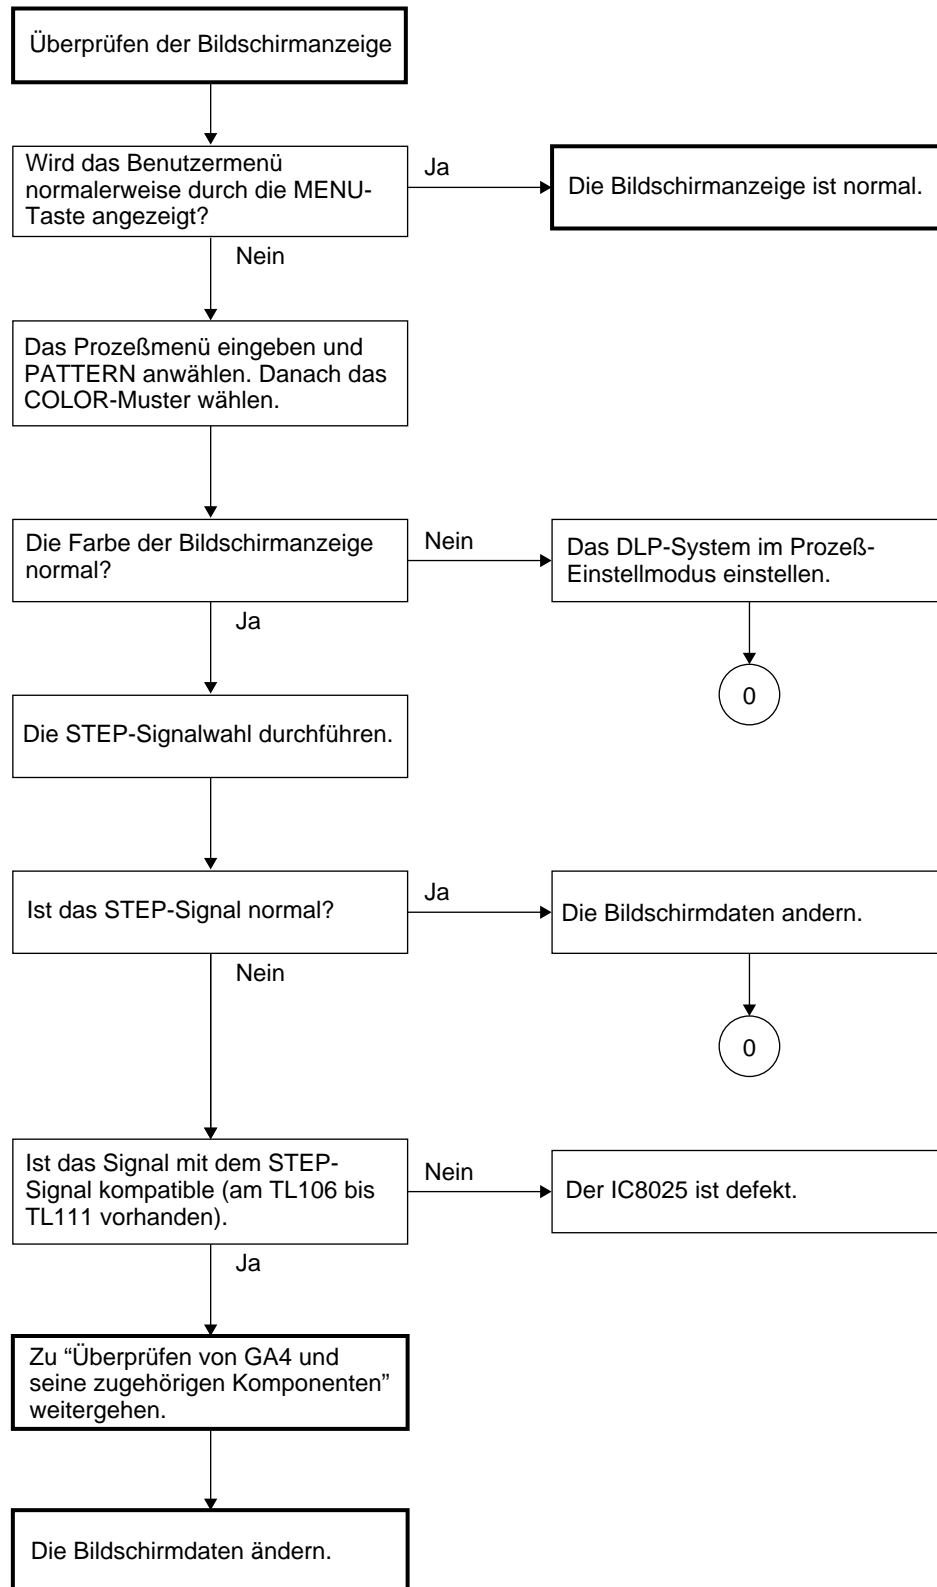 Überprüfen der Bildschirmanzeige
Wird das Benutzermenü
normalerweise durch die MENU-
Taste angezeigt?
Ja
Die Bildschirmanzeige ist normal.
Nein
Das Prozeßmenü eingeben und
PATTERN anwählen. Danach das
COLOR-Muster wählen.
Die Farbe der Bildschirmanzeige
normal?
Nein
Das DLP-System im Prozeß-
Einstellmodus einstellen.
Ja
0
Die STEP-Signalwahl durchführen.
Ist das STEP-Signal normal?
Ja
Die Bildschirmdaten andern.
Nein
0
Ist das Signal mit dem STEP-
Signal kompatible (am TL106 bis
TL111 vorhanden).
Nein
Der IC8025 ist defekt.
Ja
Zu “Überprüfen von GA4 und
seine zugehörigen Komponenten”
weitergehen.
Die Bildschirmdaten ändern.